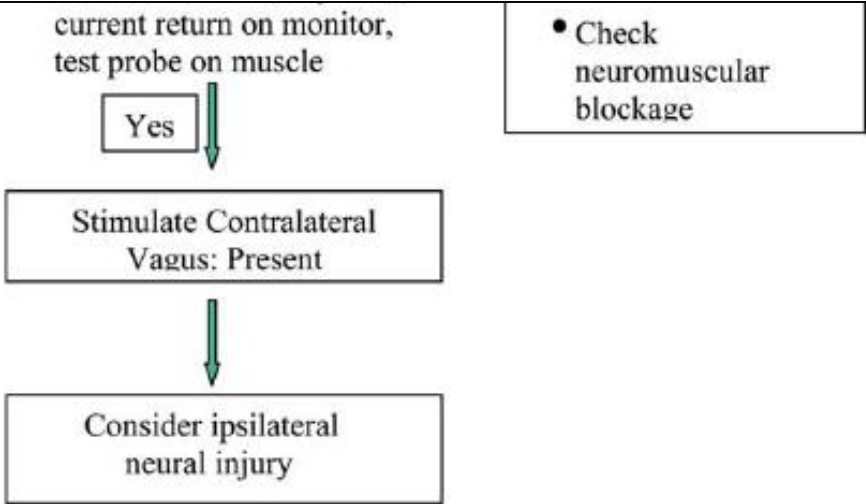 current return on monitor,
test probe on muscle
Yes
• Check
neuromuscular
blockage
Stimulate Contralateral
Vagus: Present
Consider ipsilateral
neural injury